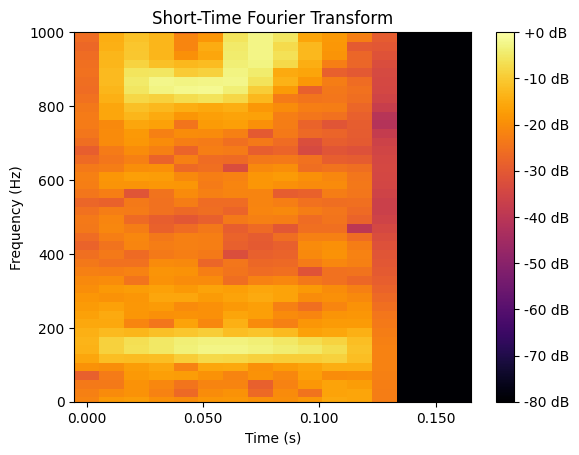 Short-Time Fourier Transform
Frequency (Hz)
1000
800
600
400
200
0
0.000
0.050
0.100
0.150
Time (s)
+0 dB
-10 dB
-20 dB
-30 dB
-40 dB
-50 dB
-60 dB
-70 dB
-80 dB